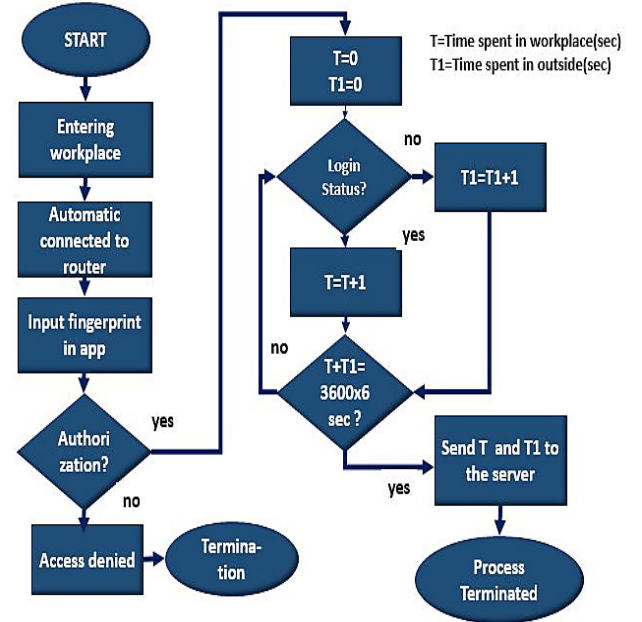 START
Entering
workplace
Automatic
connected to
router
Input fingerprint
in app
Authori
zation?
yes
no
Access denied
Termina-
tion
T=0
T1=0
T=Time spent in workplace(sec)
T1=Time spent in outside(sec)
Login
Status?
no
T1=T1+1
yes
T=T+1
no
T+T1=
3600x6
sec ?
yes
Send T and T1 to
the server
Process
Terminated